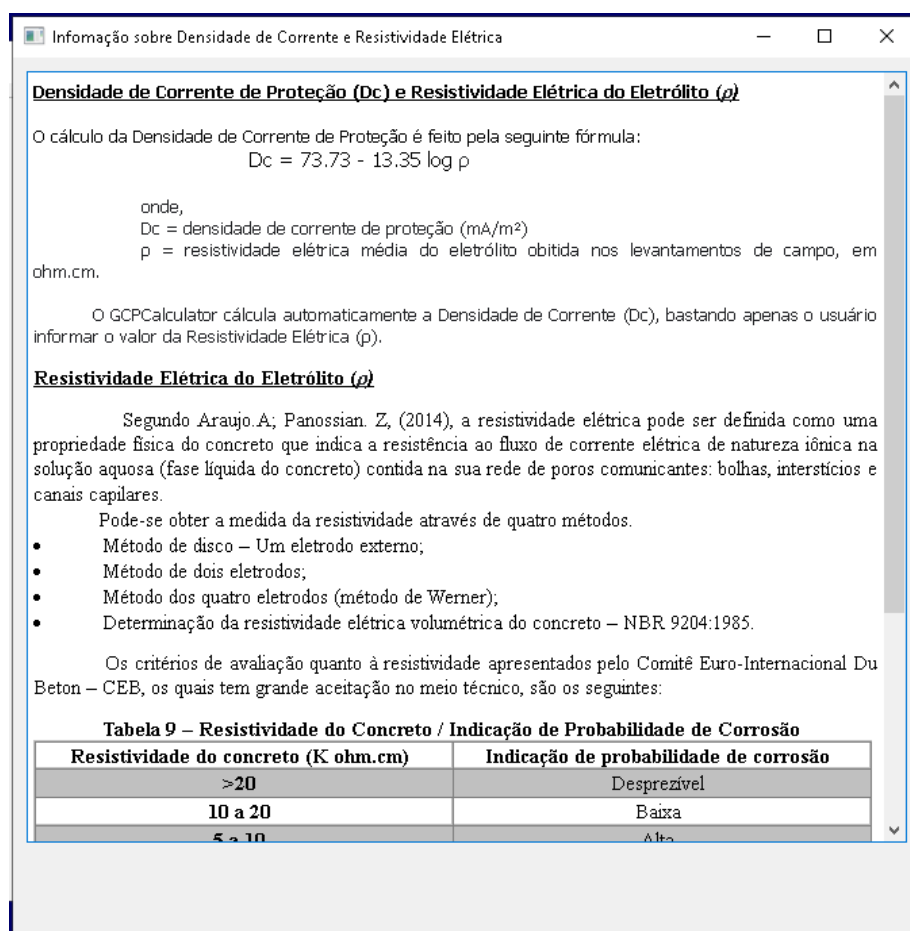 Infomação sobre Densidade de Corrente e Resistividade Elétrica
Densidade de Corrente de Proteção (Dc) e Resistividade Elétrica do Eletrólito (ρ)
O cálculo da Densidade de Corrente de Proteção é feito pela seguinte fórmula:
Dc = 73.73 - 13.35 log ρ
onde,
Dc = densidade de corrente de proteção (mA/m²)
ρ = resistividade elétrica média do eletrólito obitida nos levantamentos de campo, em
ohm.cm.
O GCPCalculator cálcula automaticamente a Densidade de Corrente (Dc), bastando apenas o usuário
informar o valor da Resistividade Elétrica (ρ).
Resistividade Elétrica do Eletrólito (ρ)
Segundo Araujo.A; Panossian. Z, (2014), a resistividade elétrica pode ser definida como uma
propriedade física do concreto que indica a resistência ao fluxo de corrente elétrica de natureza iônica na
solução aquosa (fase líquida do concreto) contida na sua rede de poros comunicantes: bolhas, interstícios e
canais capilares.
Pode-se obter a medida da resistividade através de quatro métodos.
• Método de disco – Um eletrodo externo;
• Método de dois eletrodos;
• Método dos quatro eletrodos (método de Werner);
• Determinação da resistividade elétrica volumétrica do concreto – NBR 9204:1985.
Os critérios de avaliação quanto à resistividade apresentados pelo Comitê Euro-Internacional Du
Beton – CEB, os quais tem grande aceitação no meio técnico, são os seguintes:
Tabela 9 – Resistividade do Concreto / Indicação de Probabilidade de Corrosão
Resistividade do concreto (K ohm.cm) Indicação de probabilidade de corrosão
>20 Desprezível
10 a 20 Baixa
5 a 10 Alta